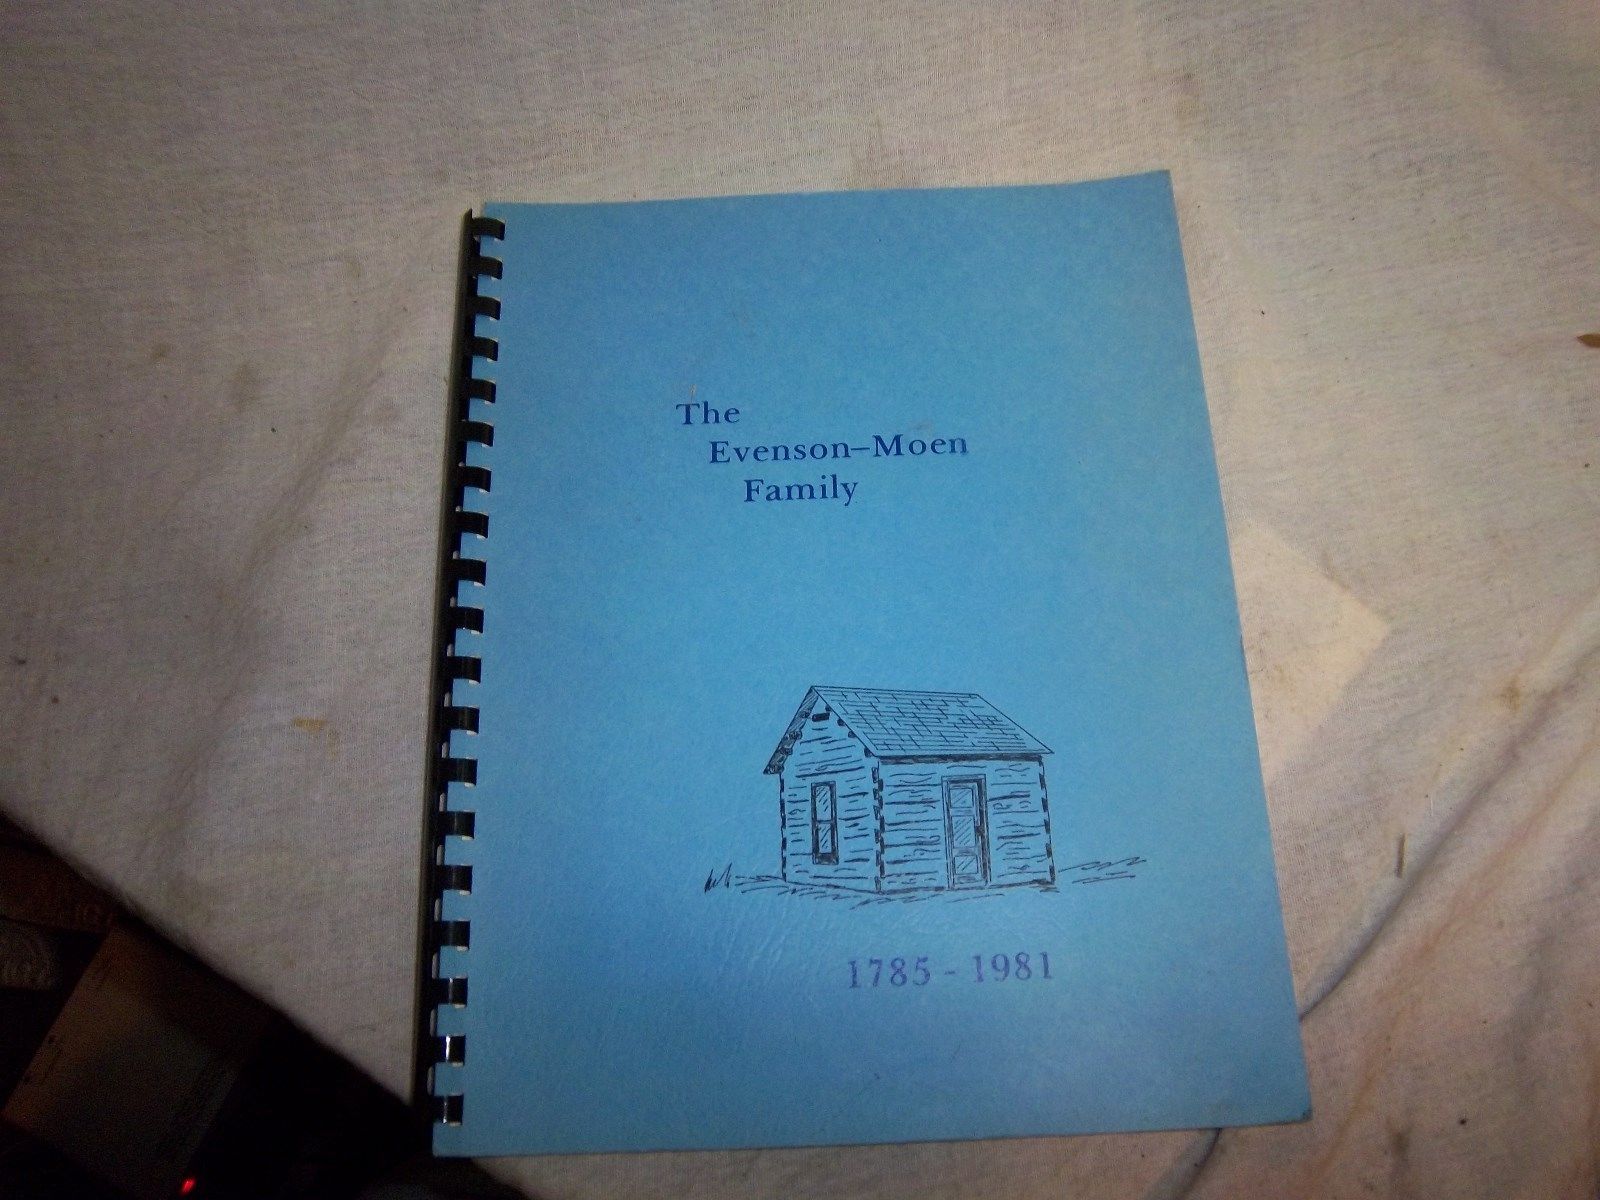 The
Evenson–Moen
Family
1785 - 1981